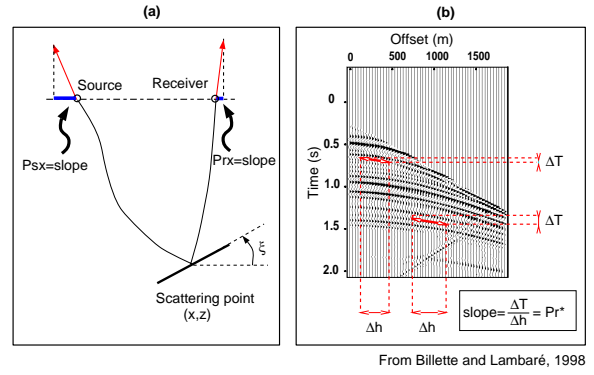 (a)
Source
Receiver
Psx=slope
Prx=slope
ξ
Scattering point
(x,z)
(b)
Offset (m)
0 500 1000 1500
Time (s)
0
0.5
1.0
1.5
2.0
ΔT
ΔT
Δh
Δh
slope= ΔT/Δh = Pr*
From Billette and Lambaré, 1998